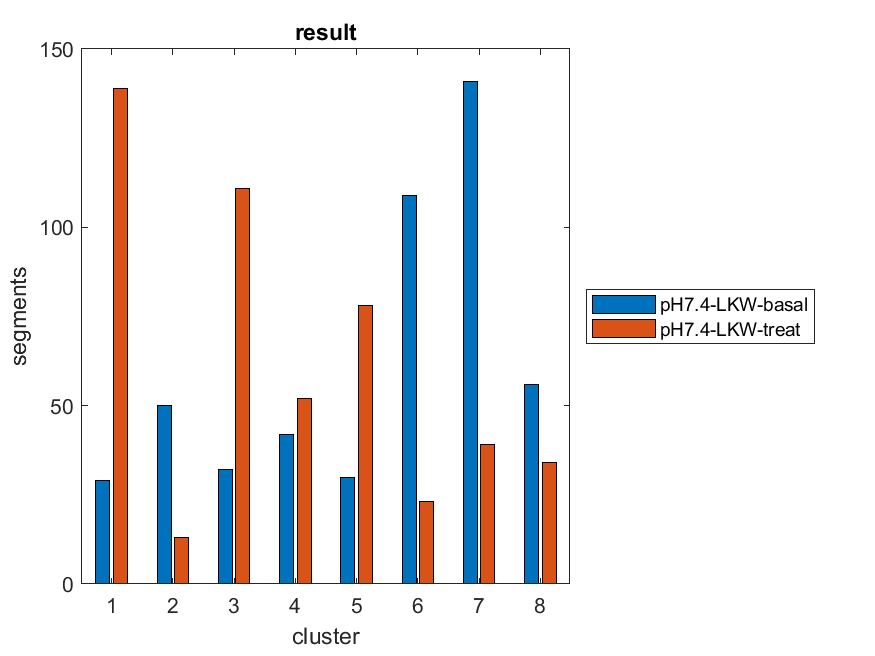 result
150
100
50
0
segments
1 2 3 4 5 6 7 8
cluster
pH7.4-LKW-basal
pH7.4-LKW-treat